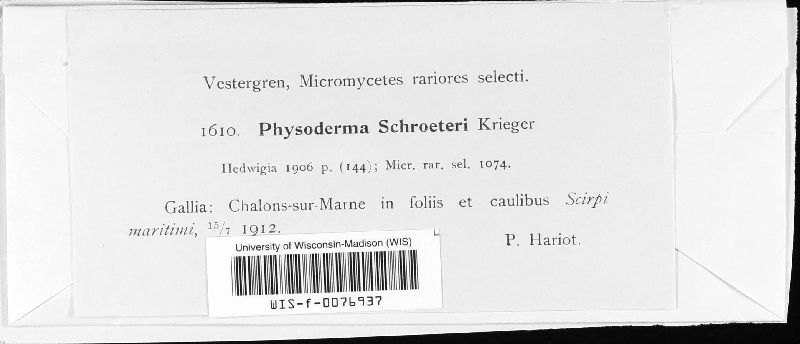 Vestergren, Micromycetes rariores selecti.
1610. Physoderma Schroeteri Krieger
Hedwigia 1906 p. (144); Micr. rar. sel. 1074.
Gallia: Chalons-sur-Marne in foliis et caulibus Scirpi
maritimi, 15/7 1912.
P. Hariot.
University of Wisconsin-Madison (WIS)
WIS-f-0076937